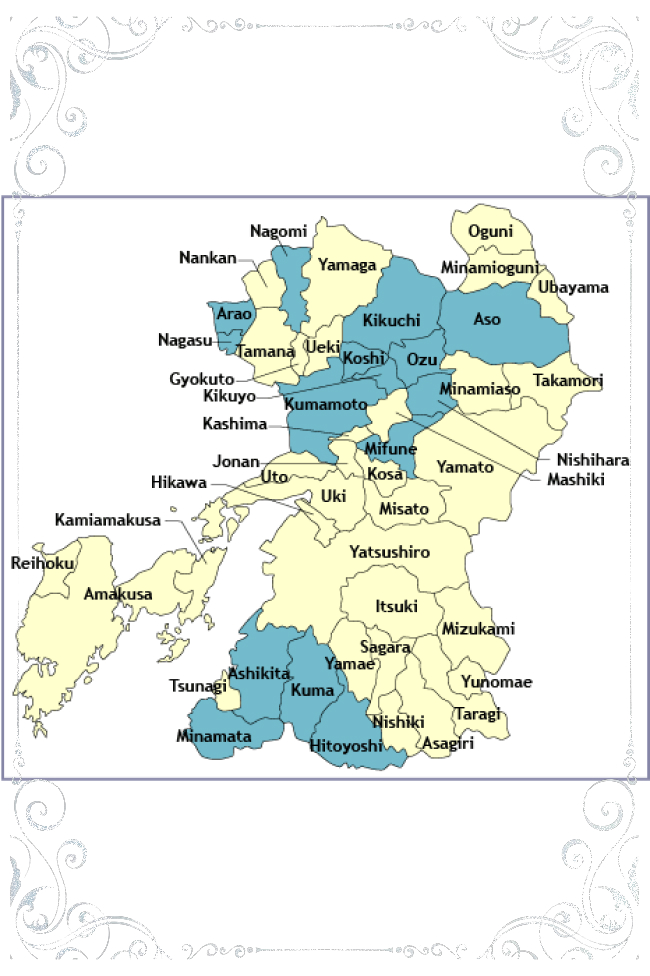 Nagomi
Oguni
Nankan
Yamaga
Minamioguni
Ubayama
Arao
Kikuchi
Aso
Nagasu
Tamana
Ueki
Koshi
Ozu
Gyokuto
Kikuyo
Minamiaso
Takamori
Kumamoto
Kashima
Mifune
Jonan
Nishihara
Uto
Kosa
Yamato
Mashiki
Hikawa
Uki
Misato
Kamiamakusa
Yatsushiro
Reihoku
Amakusa
Itsuki
Mizukami
Sagara
Yamae
Ashikita
Tsunagi
Kuma
Yunomae
Taragi
Nishiki
Minamata
Hitoyoshi
Asagiri